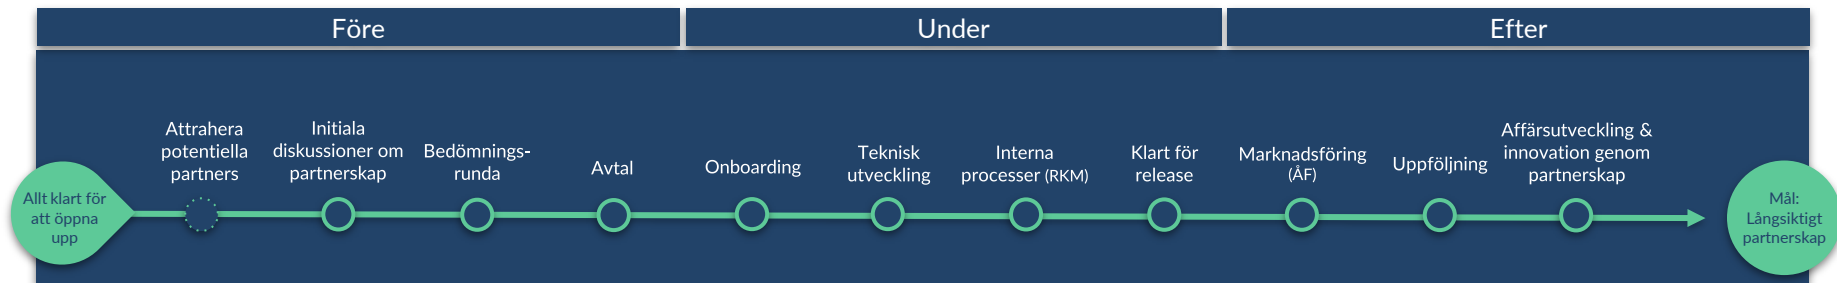 Före
Under
Efter
Allt klart för
att öppna
upp
Attrahera
potentiella
partners
Initiala
diskussioner om
partnerskap
Bedömnings-
runda
Avtal
Onboarding
Teknisk
utveckling
Interna
processer (RKM)
Klart för
release
Marknadsföring
(ÅF)
Uppföljning
Affärsutveckling &
innovation genom
partnerskap
Mål:
Långsiktigt
partnerskap